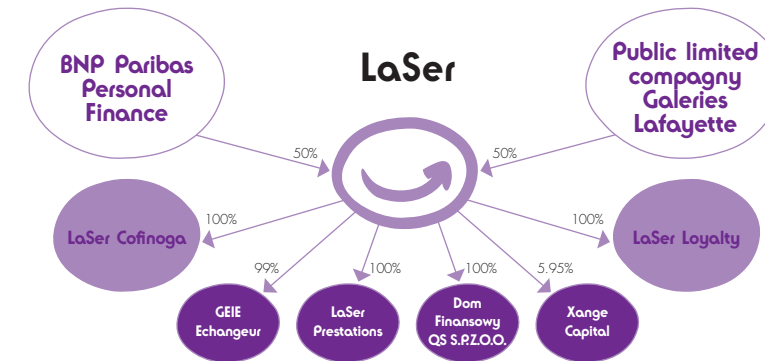 LaSer
BNP Paribas
Personal
Finance
Public limited
compagny
Galeries
Lafayette
50%
50%
LaSer Cofinoga
100%
100%
LaSer Loyalty
99%
100%
100%
5.95%
GEIE
Echangeur
LaSer
Prestations
Dom
Finansowy
QS S.P.Z.O.O.
Xange
Capital